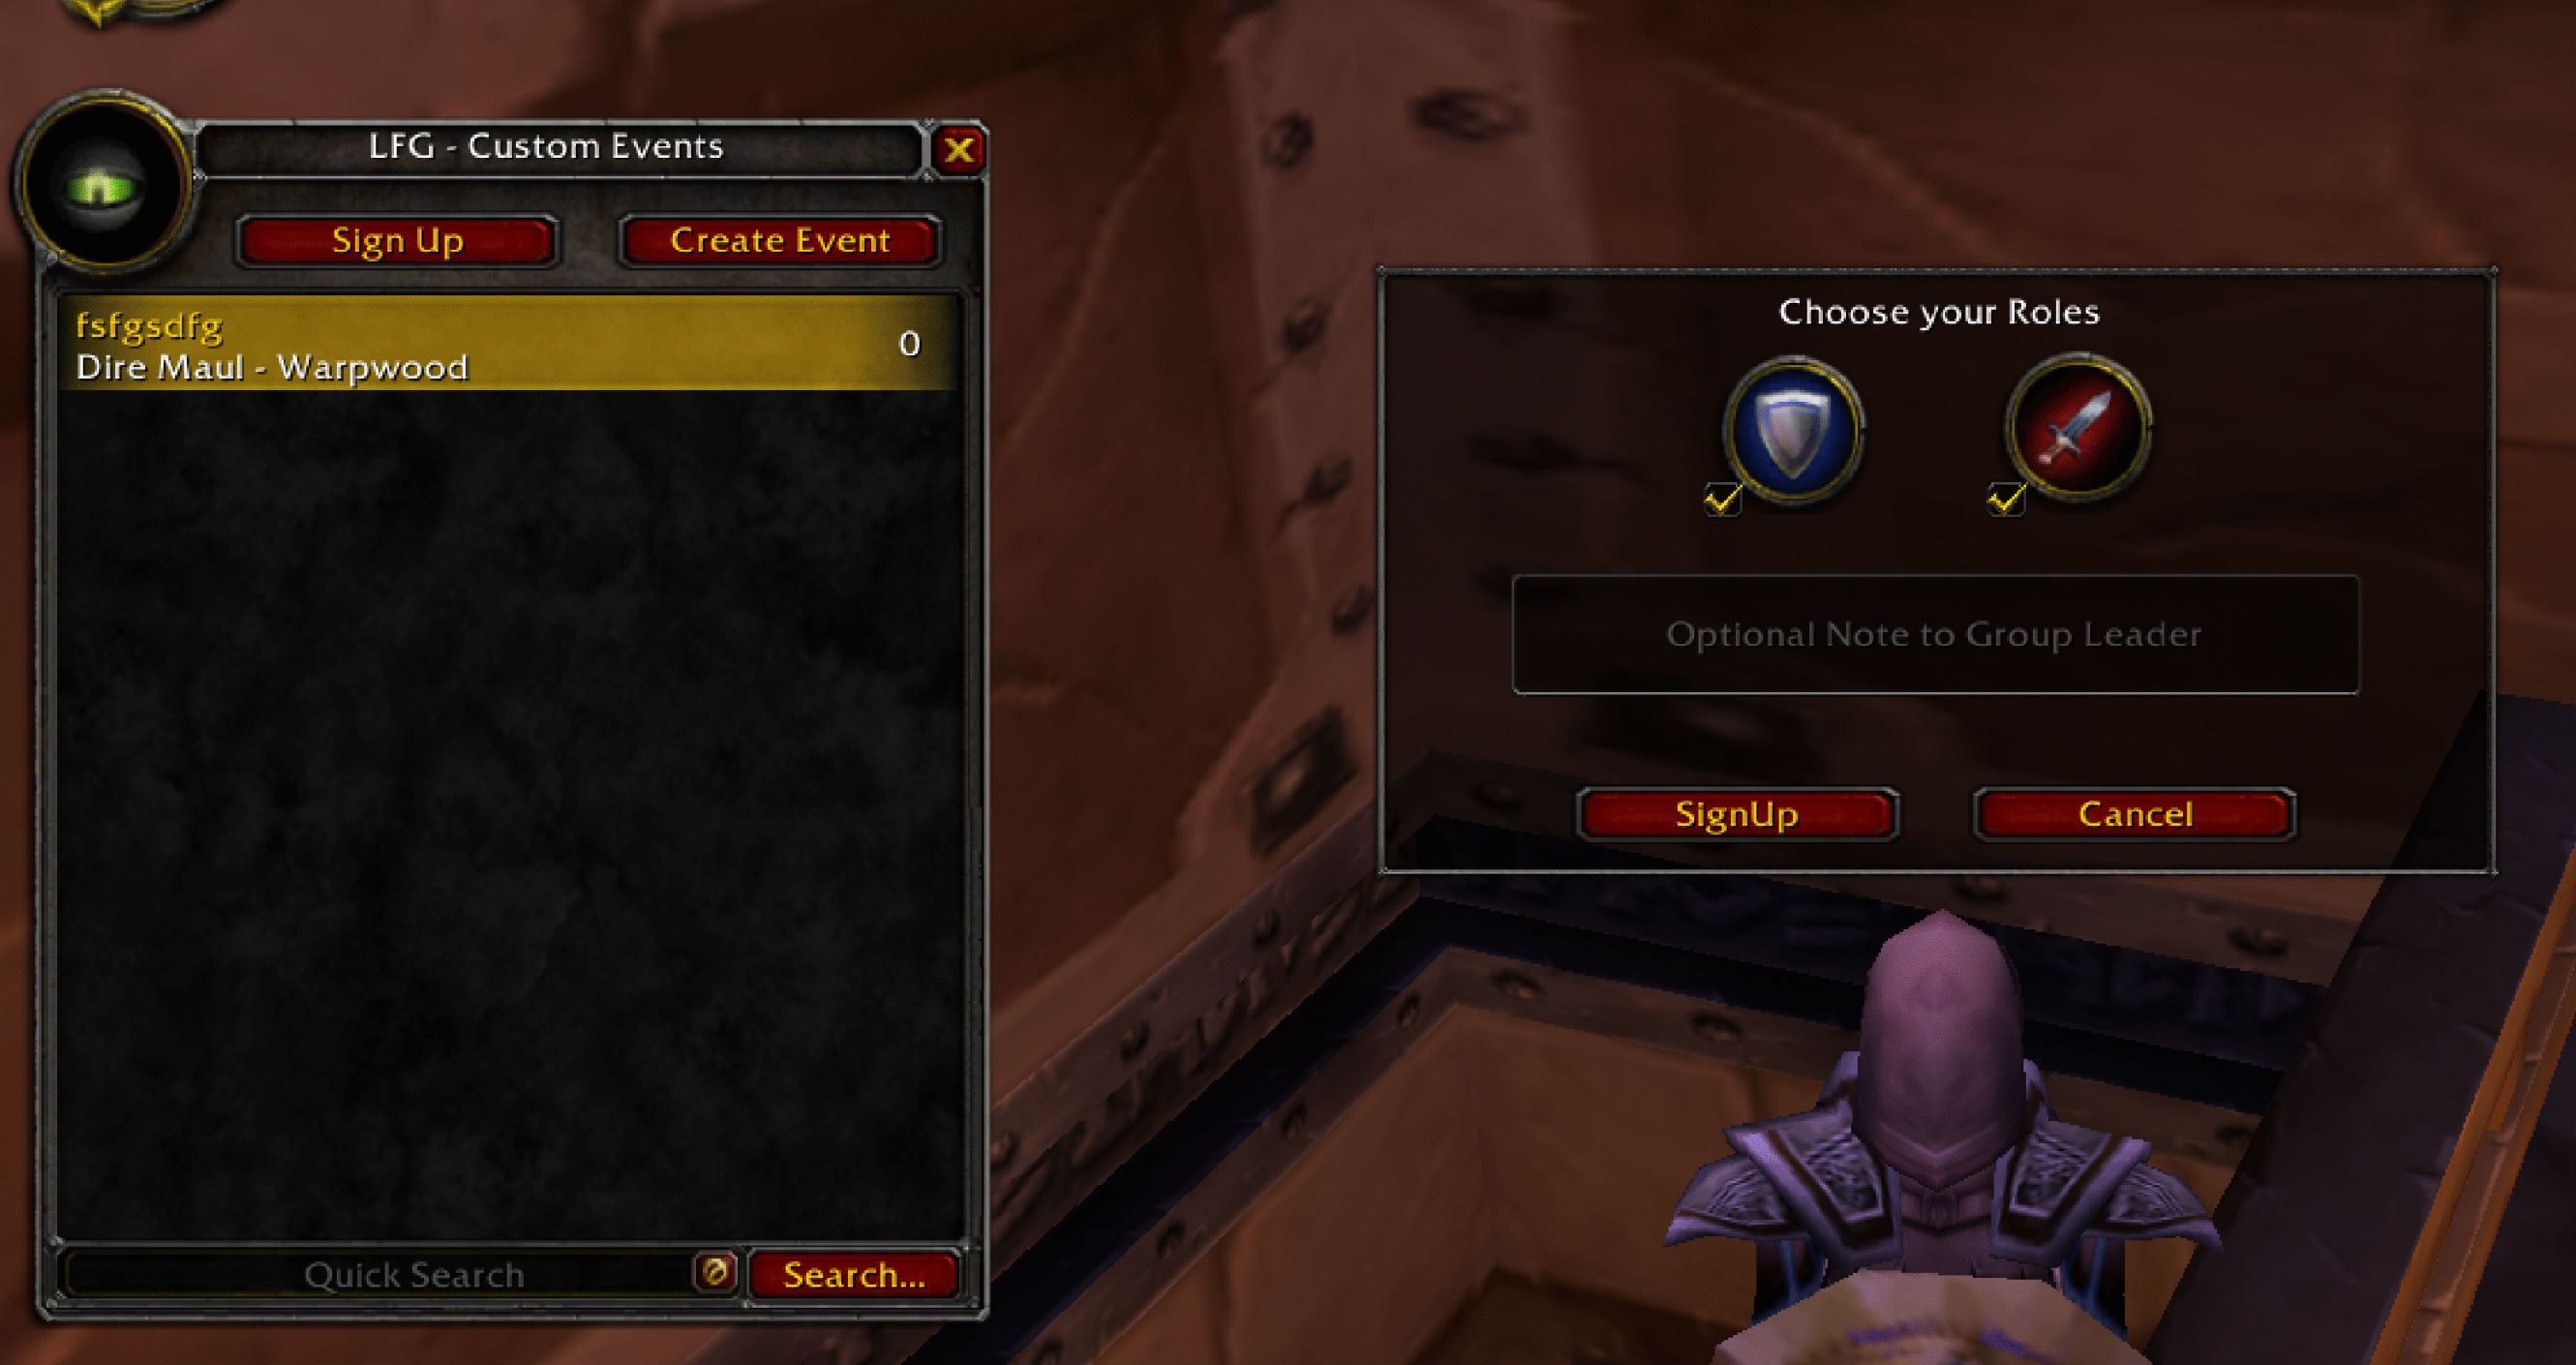 LFG - Custom Events
Sign Up
Create Event
fsfgsdfg
Dire Maul - Warpwood
0
Quick Search
Search...
Choose your Roles
Optional Note to Group Leader
SignUp
Cancel